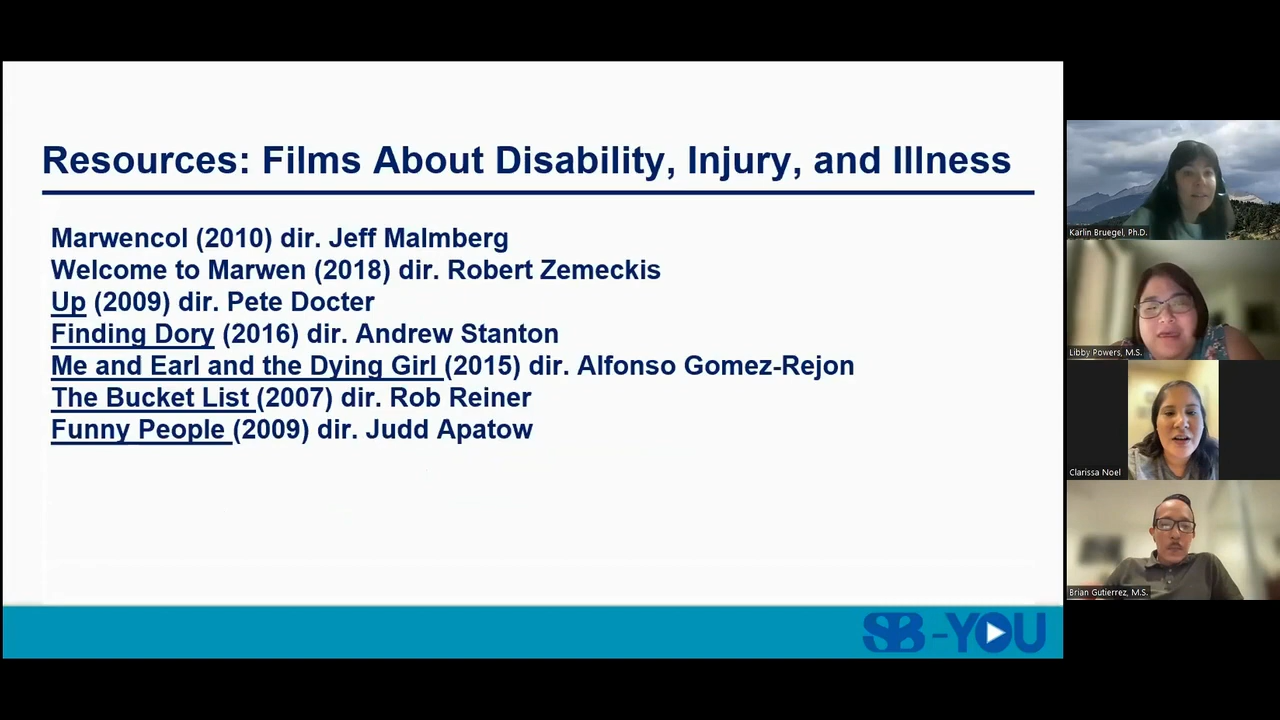 Resources: Films About Disability, Injury, and Illness
Marwencol (2010) dir. Jeff Malmberg
Welcome to Marwen (2018) dir. Robert Zemeckis
Up (2009) dir. Pete Docter
Finding Dory (2016) dir. Andrew Stanton
Me and Earl and the Dying Girl (2015) dir. Alfonso Gomez-Rejon
The Bucket List (2007) dir. Rob Reiner
Funny People (2009) dir. Judd Apatow
SB-YOU
Karlin Bruegel, Ph.D.
Libby Powers, M.S.
Clarissa Noel
Brian Gutierrez, M.S.